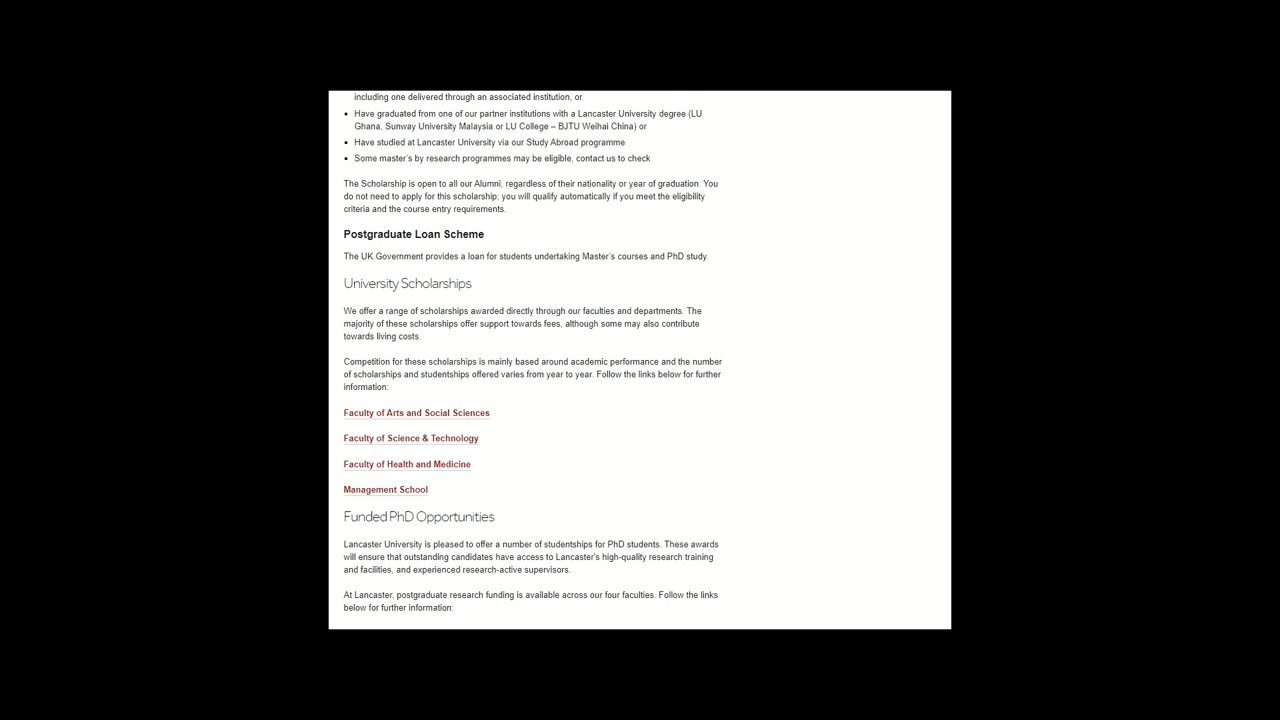 including one delivered through an associated institution, or
▪ Have graduated from one of our partner institutions with a Lancaster University degree (LU
Ghana, Sunway University Malaysia or LU College – BJTU Weihai China) or
▪ Have studied at Lancaster University via our Study Abroad programme
▪ Some master's by research programmes may be eligible, contact us to check
The Scholarship is open to all our Alumni, regardless of their nationality or year of graduation. You
do not need to apply for this scholarship; you will qualify automatically if you meet the eligibility
criteria and the course entry requirements.
Postgraduate Loan Scheme
The UK Government provides a loan for students undertaking Master's courses and PhD study.
University Scholarships
We offer a range of scholarships awarded directly through our faculties and departments. The
majority of these scholarships offer support towards fees, although some may also contribute
towards living costs.
Competition for these scholarships is mainly based around academic performance and the number
of scholarships and studentships offered varies from year to year. Follow the links below for further
information:
Faculty of Arts and Social Sciences
Faculty of Science & Technology
Faculty of Health and Medicine
Management School
Funded PhD Opportunities
Lancaster University is pleased to offer a number of studentships for PhD students. These awards
will ensure that outstanding candidates have access to Lancaster's high-quality research training
and facilities, and experienced research-active supervisors.
At Lancaster, postgraduate research funding is available across our four faculties. Follow the links
below for further information: